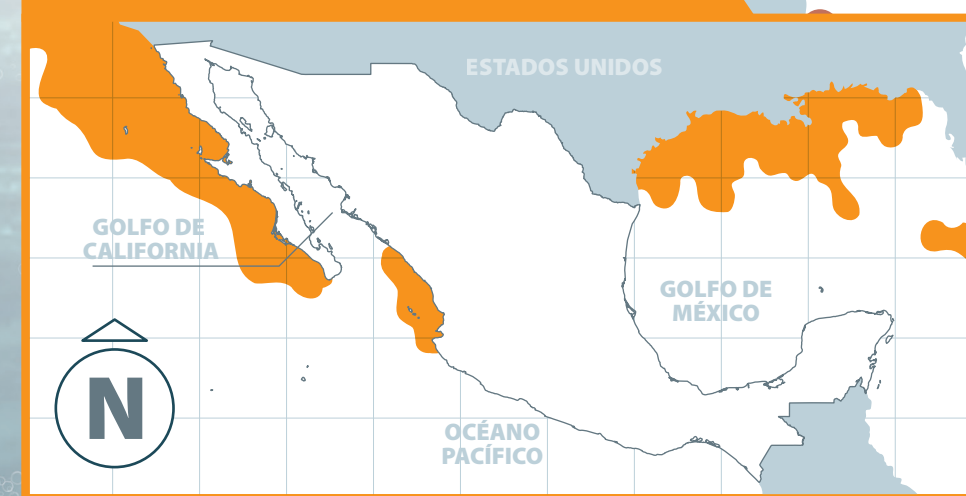 ESTADOS UNIDOS
GOLFO DE
CALIFORNIA
GOLFO DE
MÉXICO
N
OCÉANO
PACÍFICO